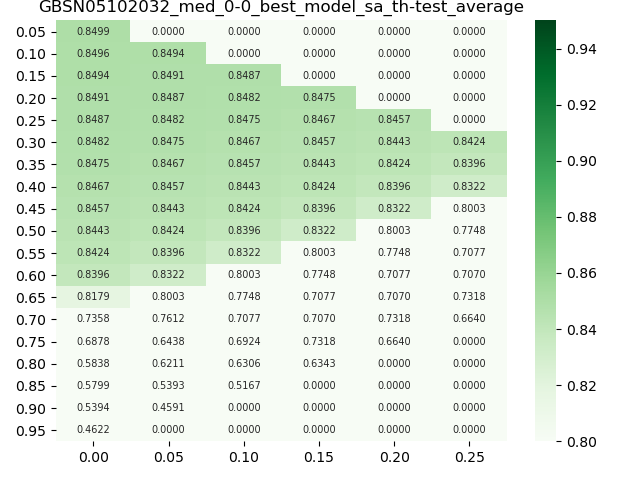 GBSN05102032_med_0-0_best_model_sa_th-test_average
0.05 0.8499 0.0000 0.0000 0.0000 0.0000 0.0000
0.10 0.8496 0.8494 0.0000 0.0000 0.0000 0.0000
0.15 0.8494 0.8491 0.8487 0.0000 0.0000 0.0000
0.20 0.8491 0.8487 0.8482 0.8475 0.0000 0.0000
0.25 0.8487 0.8482 0.8475 0.8467 0.8457 0.0000
0.30 0.8482 0.8475 0.8467 0.8457 0.8443 0.8424
0.35 0.8475 0.8467 0.8457 0.8443 0.8424 0.8396
0.40 0.8467 0.8457 0.8443 0.8424 0.8396 0.8322
0.45 0.8457 0.8443 0.8424 0.8396 0.8322 0.8003
0.50 0.8443 0.8424 0.8396 0.8322 0.8003 0.7748
0.55 0.8424 0.8396 0.8322 0.8003 0.7748 0.7077
0.60 0.8396 0.8322 0.8003 0.7748 0.7077 0.7070
0.65 0.8179 0.8003 0.7748 0.7077 0.7070 0.7318
0.70 0.7358 0.7612 0.7077 0.7070 0.7318 0.6640
0.75 0.6878 0.6438 0.6924 0.7318 0.6640 0.0000
0.80 0.5838 0.6211 0.6306 0.6343 0.0000 0.0000
0.85 0.5799 0.5393 0.5167 0.0000 0.0000 0.0000
0.90 0.5394 0.4591 0.0000 0.0000 0.0000 0.0000
0.95 0.4622 0.0000 0.0000 0.0000 0.0000 0.0000
0.00 0.05 0.10 0.15 0.20 0.25
0.94
0.92
0.90
0.88
0.86
0.84
0.82
0.80